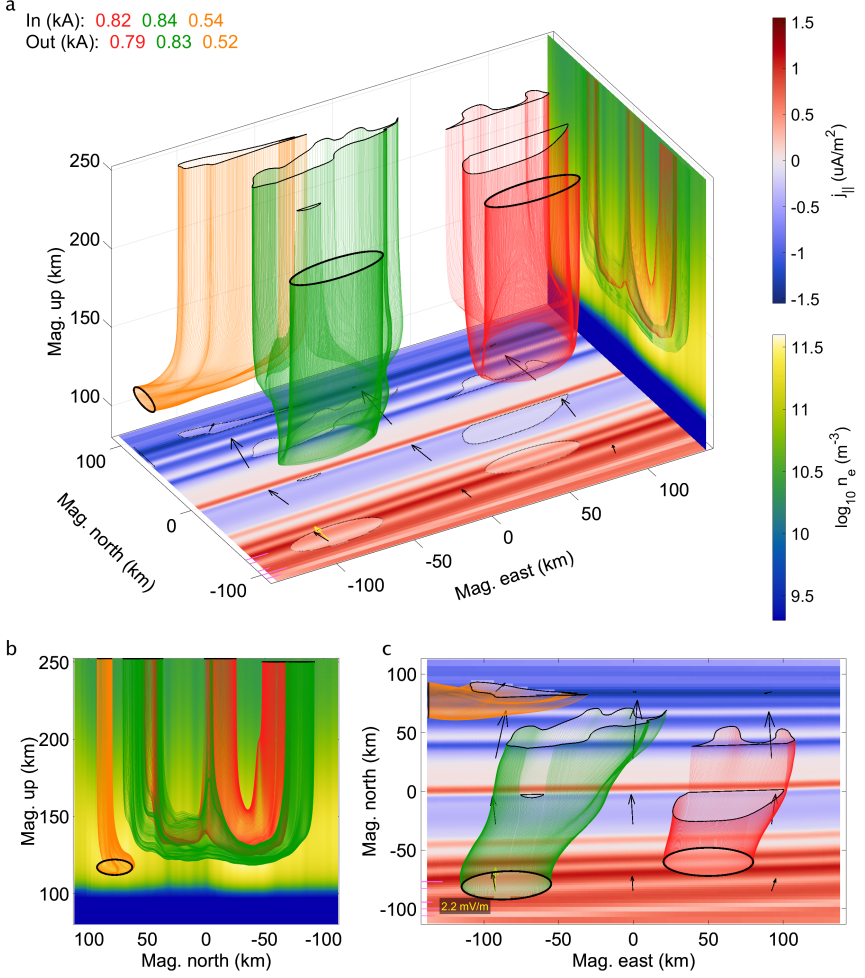 a
In (kA): 0.82 0.84 0.54
Out (kA): 0.79 0.83 0.52
250
200
150
100
Mag. up (km)
100
0
-100
Mag. north (km)
-100
-50
0
50
100
Mag. east (km)
1.5
1
0.5
0
-0.5
-1
-1.5
j|| (uA/m²)
11.5
11
10.5
10
9.5
log₁₀ nₑ (m⁻³)
b
250
200
150
100
Mag. up (km)
100 50 0 -50 -100
Mag. north (km)
c
100
50
0
-50
-100
Mag. north (km)
2.2 mV/m
-100 -50 0 50 100
Mag. east (km)